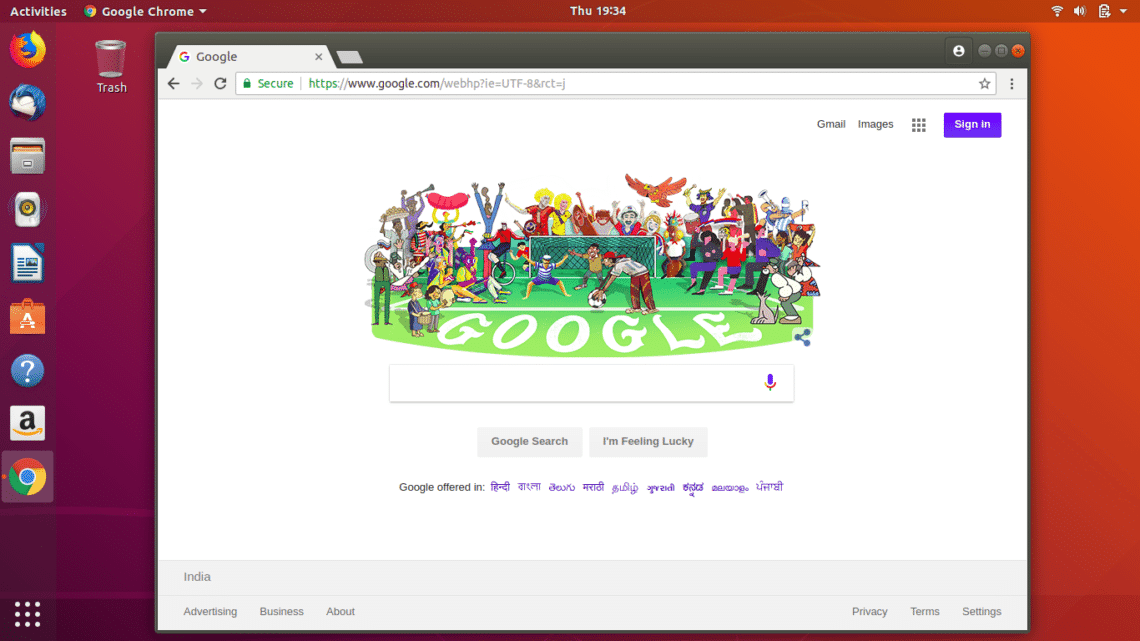 Activities Google Chrome Thu 19:34
Trash
Google
Secure https://www.google.com/webhp?ie=UTF-8&rct=j
Gmail Images Sign in
GOOGLE
Google Search I'm Feeling Lucky
Google offered in: हिन्दी বাংলা తెలుగు मराठी தமிழ் ગુજરાતી ಕನ್ನಡ മലയാളം ਪੰਜਾਬੀ
India
Advertising Business About Privacy Terms Settings